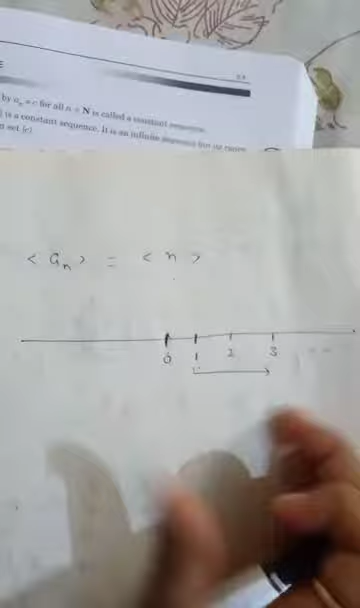 by aₙ = c for all n ∈ N is called a constant sequence.
is a constant sequence. It is an infinite sequence but its range
set {c}
< aₙ > = < n >
0 1 2 3 ---